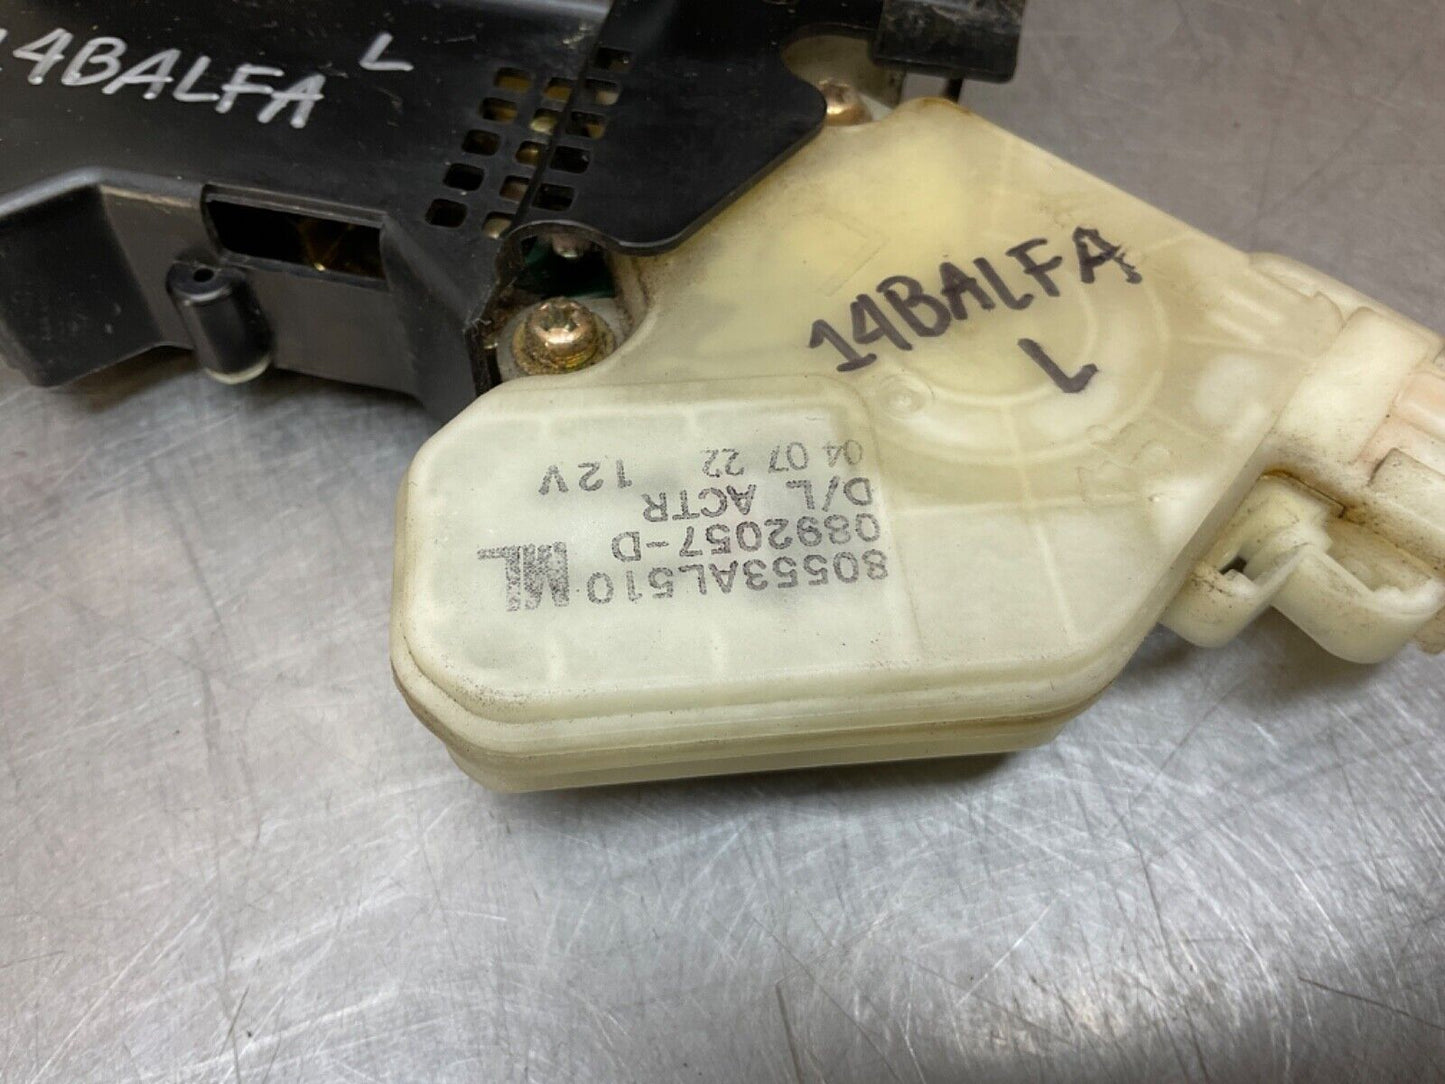 14BALFA L
14BALFA
L
80553AL510
0892057-D
D/L ACTR 12V
04 07 22